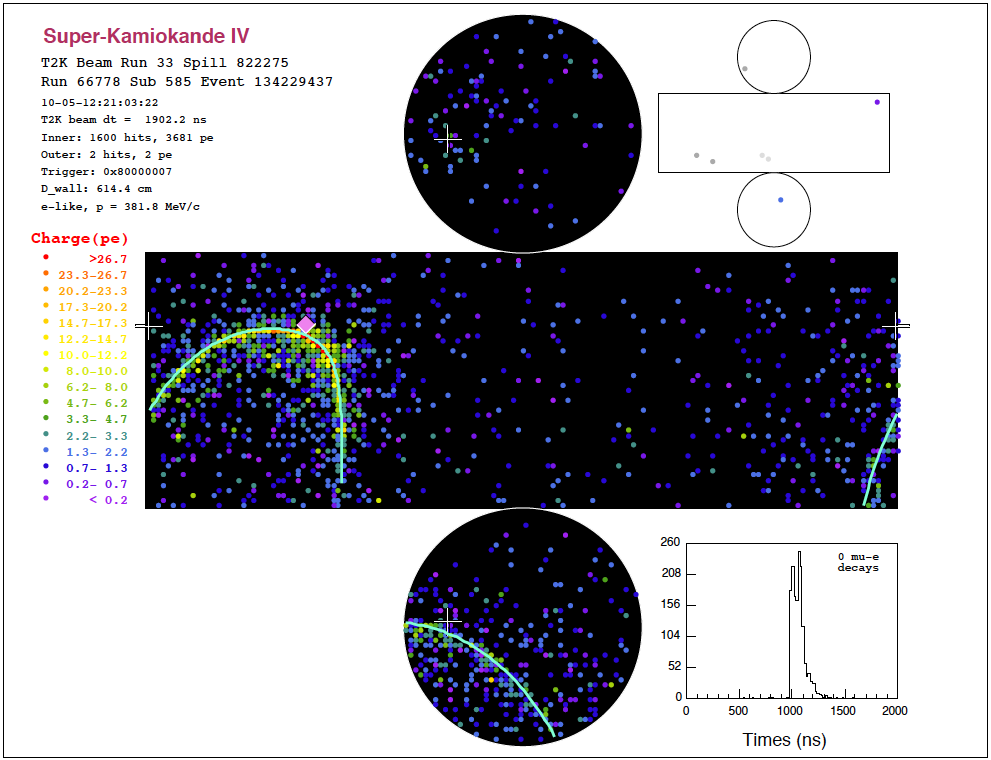 Super-Kamiokande IV
T2K Beam Run 33 Spill 822275
Run 66778 Sub 585 Event 134229437
10-05-12:21:03:22
T2K beam dt = 1902.2 ns
Inner: 1600 hits, 3681 pe
Outer: 2 hits, 2 pe
Trigger: 0x80000007
D_wall: 614.4 cm
e-like, p = 381.8 MeV/c
Charge(pe)
>26.7
23.3-26.7
20.2-23.3
17.3-20.2
14.7-17.3
12.2-14.7
10.0-12.2
8.0-10.0
6.2- 8.0
4.7- 6.2
3.3- 4.7
2.2- 3.3
1.3- 2.2
0.7- 1.3
0.2- 0.7
< 0.2
0 mu-e
decays
260
208
156
104
52
0
0 500 1000 1500 2000
Times (ns)